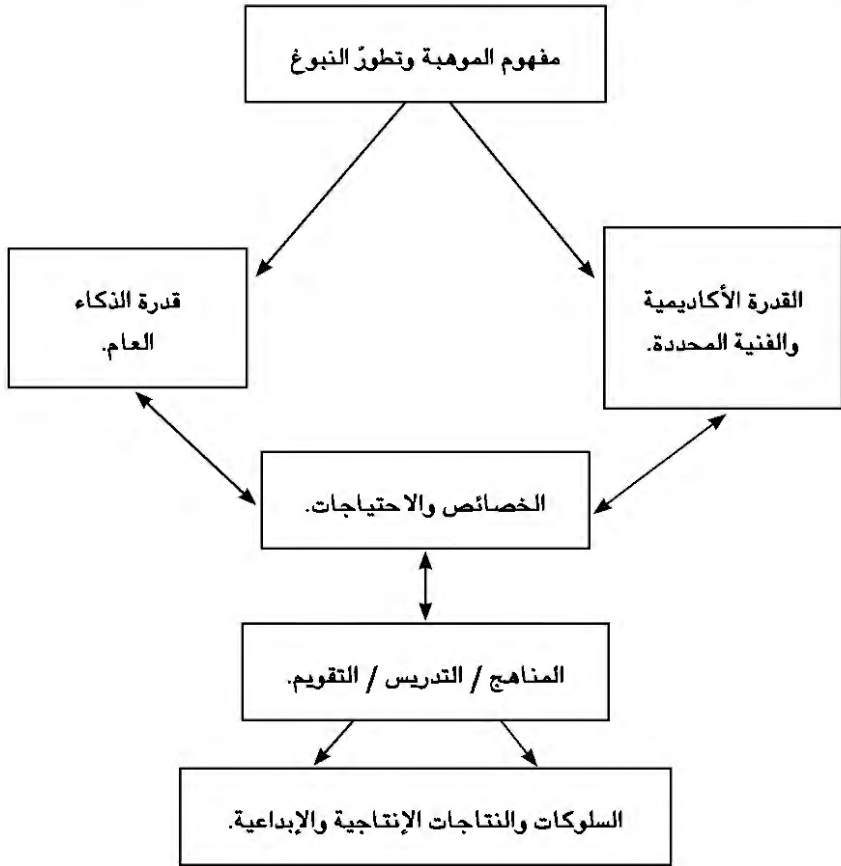 مفهوم الموهبة وتطورّ النبوغ
القدرة الأكاديمية
والفنية المحددة.
قدرة الذكاء
العام.
الخصائص والاحتياجات.
المناهج / التدريس / التقويم.
السلوكات والنتاجات الإنتاجية والإبداعية.